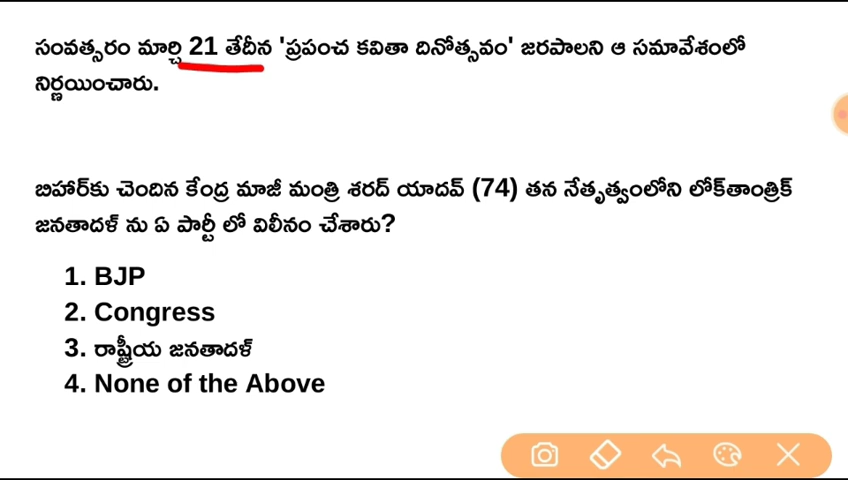 సంవత్సరం మార్చి 21 తేదీన 'ప్రపంచ కవితా దినోత్సవం' జరపాలని ఆ సమావేశంలో
నిర్ణయించారు.
బిహార్‌కు చెందిన కేంద్ర మాజీ మంత్రి శరద్ యాదవ్ (74) తన నేతృత్వంలోని లోక్‌తాంత్రిక్
జనతాదళ్ ను ఏ పార్టీ లో విలీనం చేశారు?
1. BJP
2. Congress
3. రాష్ట్రీయ జనతాదళ్
4. None of the Above